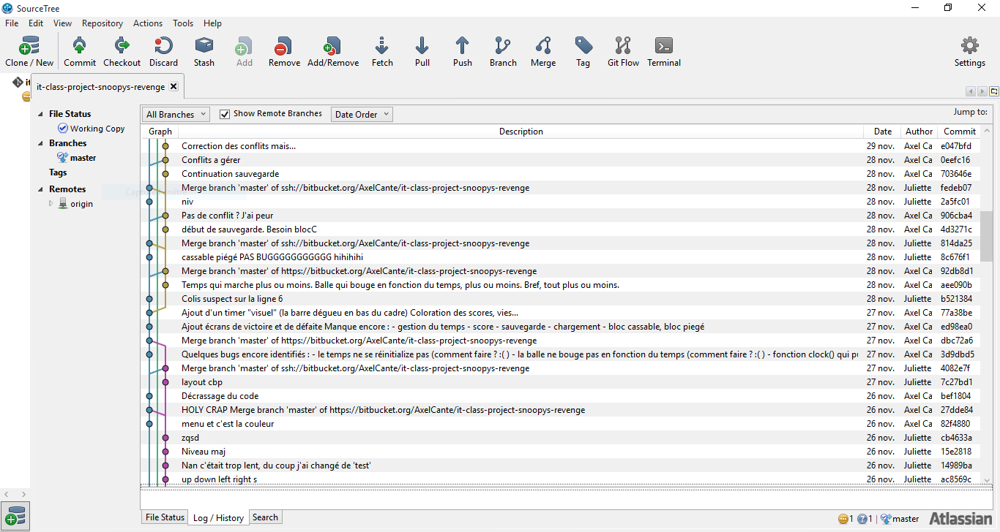 SourceTree
File Edit View Repository Actions Tools Help
Clone / New Commit Checkout Discard Stash Add Remove Add/Remove Fetch Pull Push Branch Merge Tag Git Flow Terminal Settings
it-class-project-snoopys-revenge
File Status
Working Copy
Branches
master
Tags
Remotes
origin
All Branches Show Remote Branches Date Order Jump to:
Graph Description Date Author Commit
Correction des conflits mais... 29 nov. Axel Ca e047bfd
Conflits a gérer 28 nov. Axel Ca 0eefc16
Continuation sauvegarde 28 nov. Axel Ca 703646e
Merge branch 'master' of ssh://bitbucket.org/AxelCante/it-class-project-snoopys-revenge 28 nov. Juliette fedeb07
niv 28 nov. Juliette 2a5fc01
Pas de conflit ? J'ai peur 28 nov. Axel Ca 906cba4
début de sauvegarde. Besoin blocC 28 nov. Axel Ca 4d3271c
Merge branch 'master' of ssh://bitbucket.org/AxelCante/it-class-project-snoopys-revenge 28 nov. Juliette 814da25
cassable piégé PAS BUGGGGGGGGGGG hihihihi 28 nov. Juliette 8c676f1
Merge branch 'master' of https://bitbucket.org/AxelCante/it-class-project-snoopys-revenge 28 nov. Axel Ca 92db8d1
Temps qui marche plus ou moins. Balle qui bouge en fonction du temps, plus ou moins. Bref, tout plus ou moins. 28 nov. Axel Ca aee090b
Colis suspect sur la ligne 6 28 nov. Juliette b521384
Ajout d'un timer "visuel" (la barre dégueu en bas du cadre) Coloration des scores, vies... 27 nov. Axel Ca 77a38be
Ajout écrans de victoire et de défaite Manque encore : - gestion du temps - score - sauvegarde - chargement - bloc cassable, bloc piegé 27 nov. Axel Ca ed98ea0
Merge branch 'master' of https://bitbucket.org/AxelCante/it-class-project-snoopys-revenge 27 nov. Axel Ca dbc72a6
Quelques bugs encore identifiés : - le temps ne se réinitialize pas (comment faire ? :( ) - la balle ne bouge pas en fonction du temps (comment faire ? :( ) - fonction clock() qui pu 27 nov. Axel Ca 3d9dbd5
Merge branch 'master' of ssh://bitbucket.org/AxelCante/it-class-project-snoopys-revenge 27 nov. Juliette 4082e7f
layout cbp 27 nov. Juliette 7c27bd1
Décrassage du code 26 nov. Axel Ca bef1804
HOLY CRAP Merge branch 'master' of https://bitbucket.org/AxelCante/it-class-project-snoopys-revenge 26 nov. Axel Ca 27dde84
menu et c'est la couleur 26 nov. Axel Ca 82f4880
zqsd 26 nov. Juliette cb4633a
Niveau maj 26 nov. Juliette 15e2818
Nan c'était trop lent, du coup j'ai changé de 'test' 26 nov. Juliette 14989ba
up down left right s 26 nov. Juliette ac8569c
File Status Log / History Search
1 1 master Atlassian